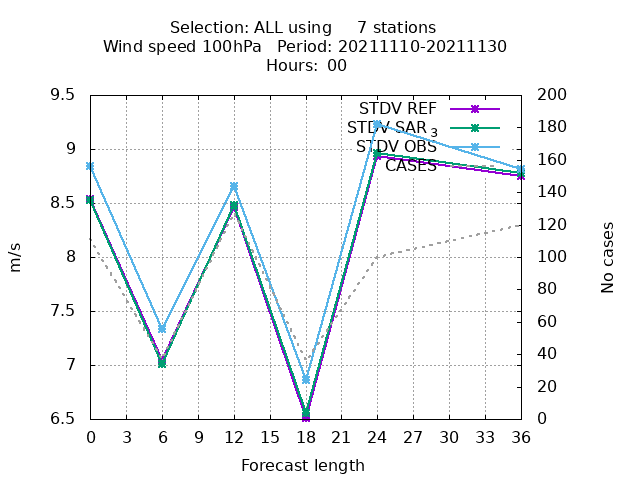 Selection: ALL using 7 stations
Wind speed 100hPa Period: 20211110-20211130
Hours: 00
9.5
9
8.5
8
7.5
7
6.5
m/s
STDV REF
STDV SAR 3
STDV OBS
CASES
200
180
160
140
120
100
80
60
40
20
0
No cases
0 3 6 9 12 15 18 21 24 27 30 33 36
Forecast length